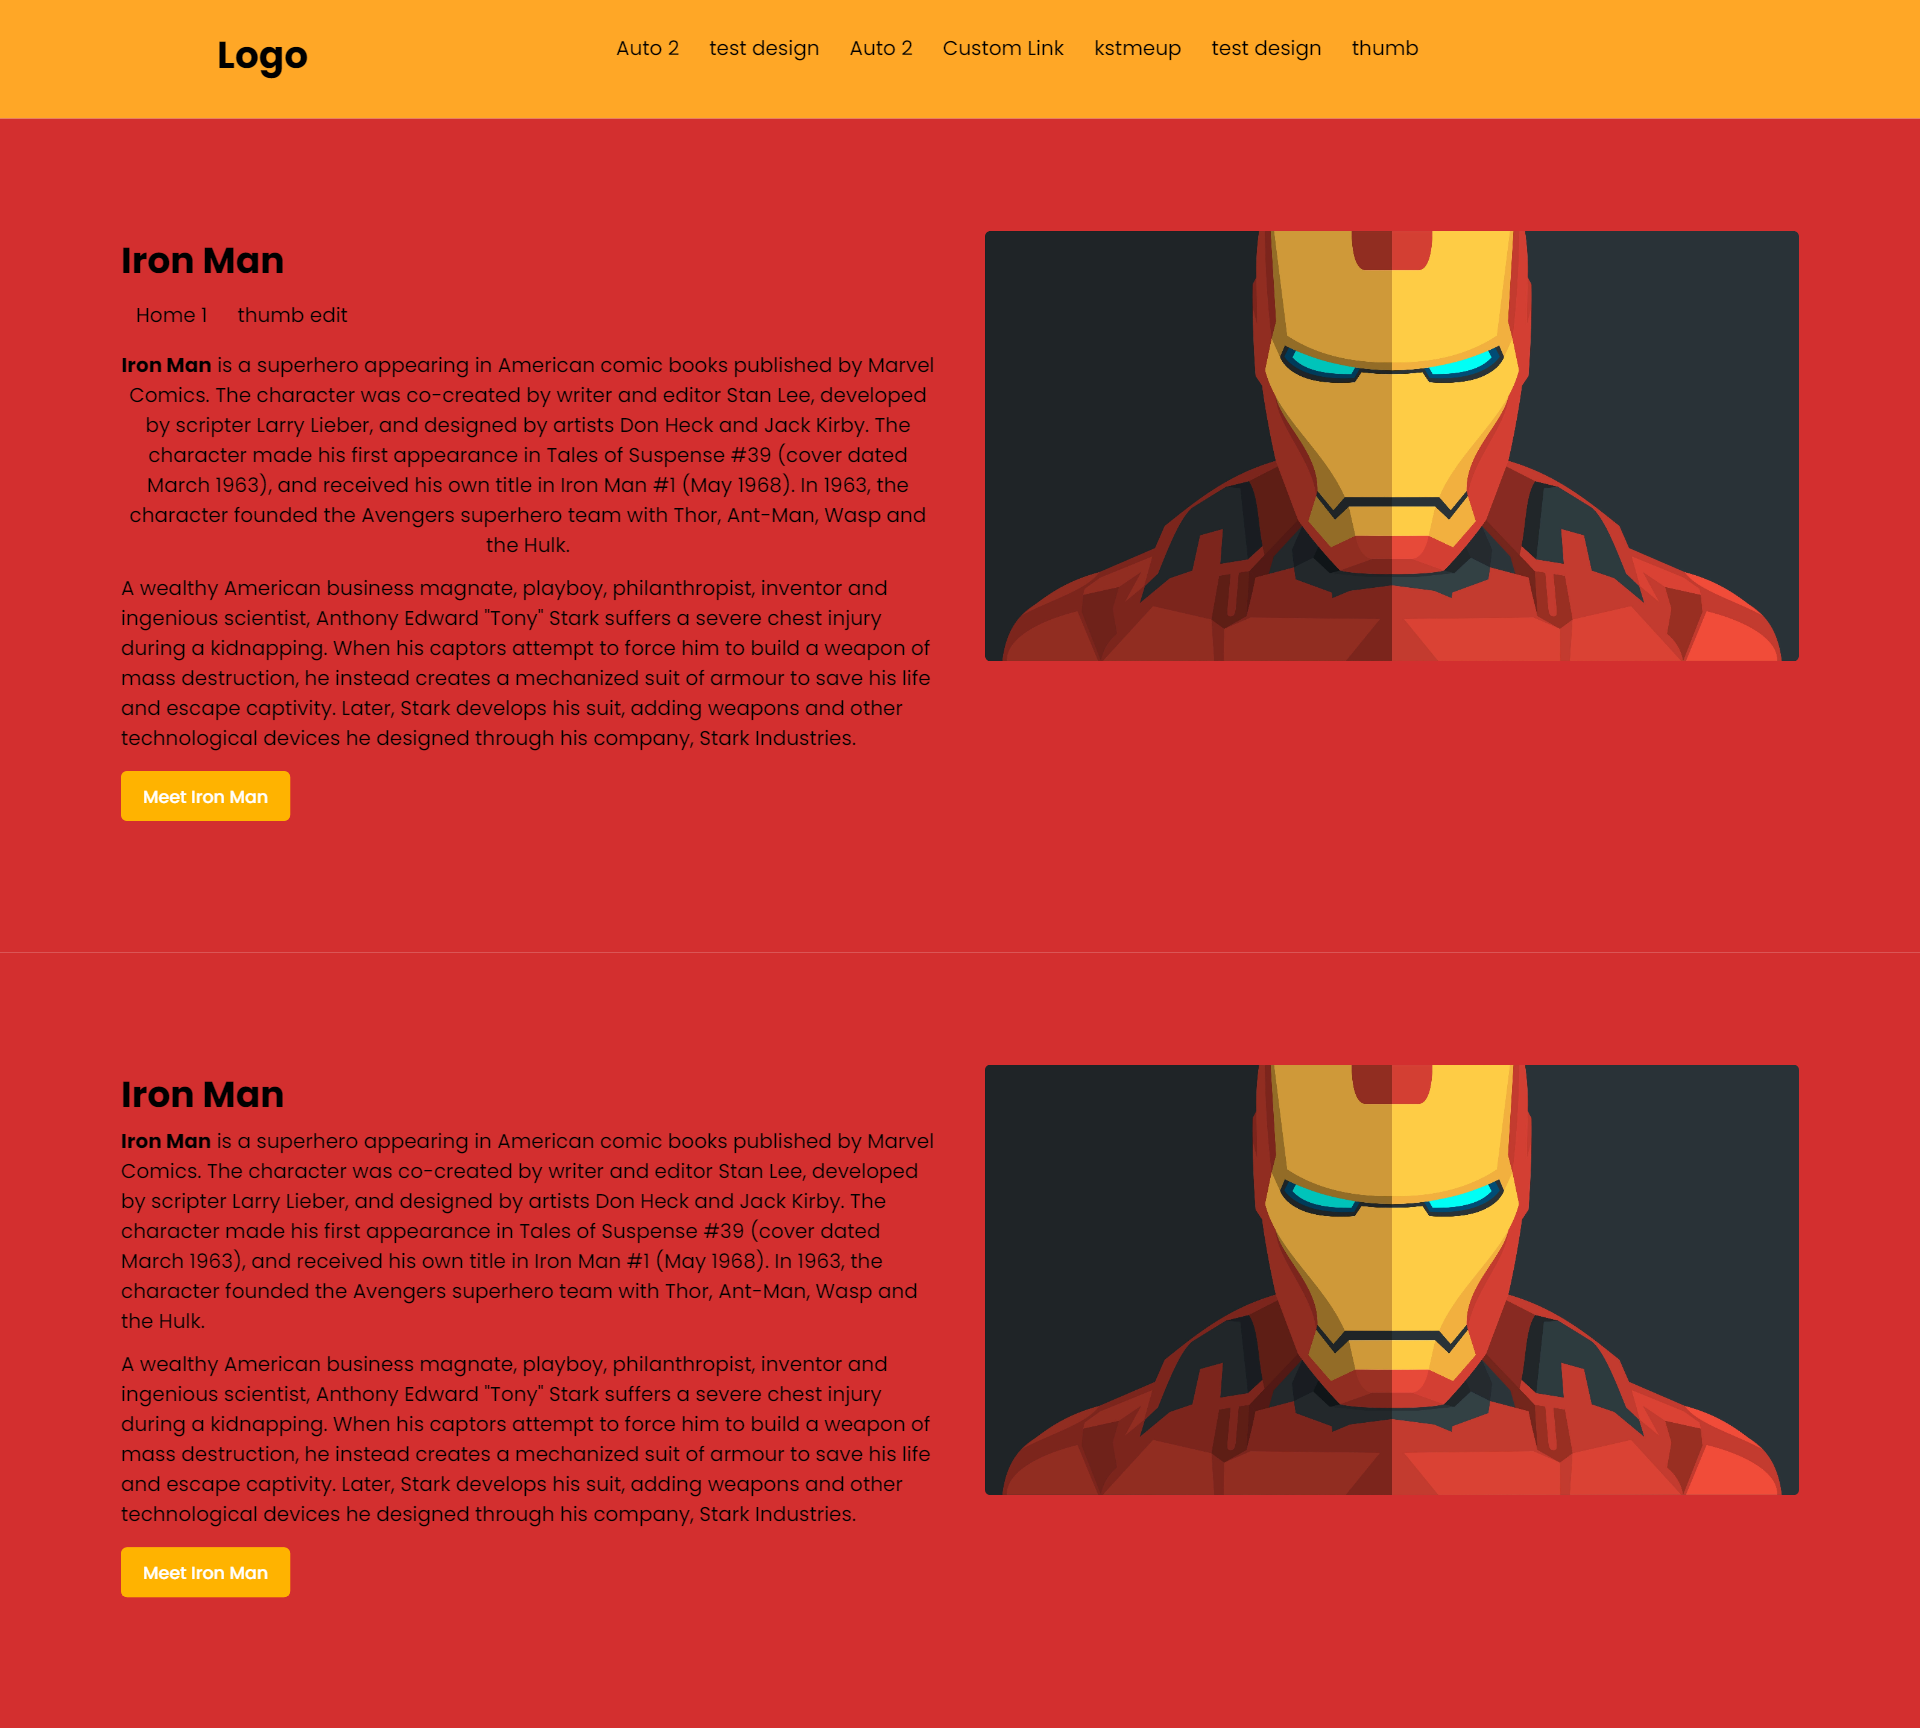 Logo
Auto 2 test design Auto 2 Custom Link kstmeup test design thumb
Iron Man
Home 1 thumb edit
Iron Man is a superhero appearing in American comic books published by Marvel
Comics. The character was co-created by writer and editor Stan Lee, developed
by scripter Larry Lieber, and designed by artists Don Heck and Jack Kirby. The
character made his first appearance in Tales of Suspense #39 (cover dated
March 1963), and received his own title in Iron Man #1 (May 1968). In 1963, the
character founded the Avengers superhero team with Thor, Ant-Man, Wasp and
the Hulk.
A wealthy American business magnate, playboy, philanthropist, inventor and
ingenious scientist, Anthony Edward "Tony" Stark suffers a severe chest injury
during a kidnapping. When his captors attempt to force him to build a weapon of
mass destruction, he instead creates a mechanized suit of armour to save his life
and escape captivity. Later, Stark develops his suit, adding weapons and other
technological devices he designed through his company, Stark Industries.
Meet Iron Man
Iron Man
Iron Man is a superhero appearing in American comic books published by Marvel
Comics. The character was co-created by writer and editor Stan Lee, developed
by scripter Larry Lieber, and designed by artists Don Heck and Jack Kirby. The
character made his first appearance in Tales of Suspense #39 (cover dated
March 1963), and received his own title in Iron Man #1 (May 1968). In 1963, the
character founded the Avengers superhero team with Thor, Ant-Man, Wasp and
the Hulk.
A wealthy American business magnate, playboy, philanthropist, inventor and
ingenious scientist, Anthony Edward "Tony" Stark suffers a severe chest injury
during a kidnapping. When his captors attempt to force him to build a weapon of
mass destruction, he instead creates a mechanized suit of armour to save his life
and escape captivity. Later, Stark develops his suit, adding weapons and other
technological devices he designed through his company, Stark Industries.
Meet Iron Man